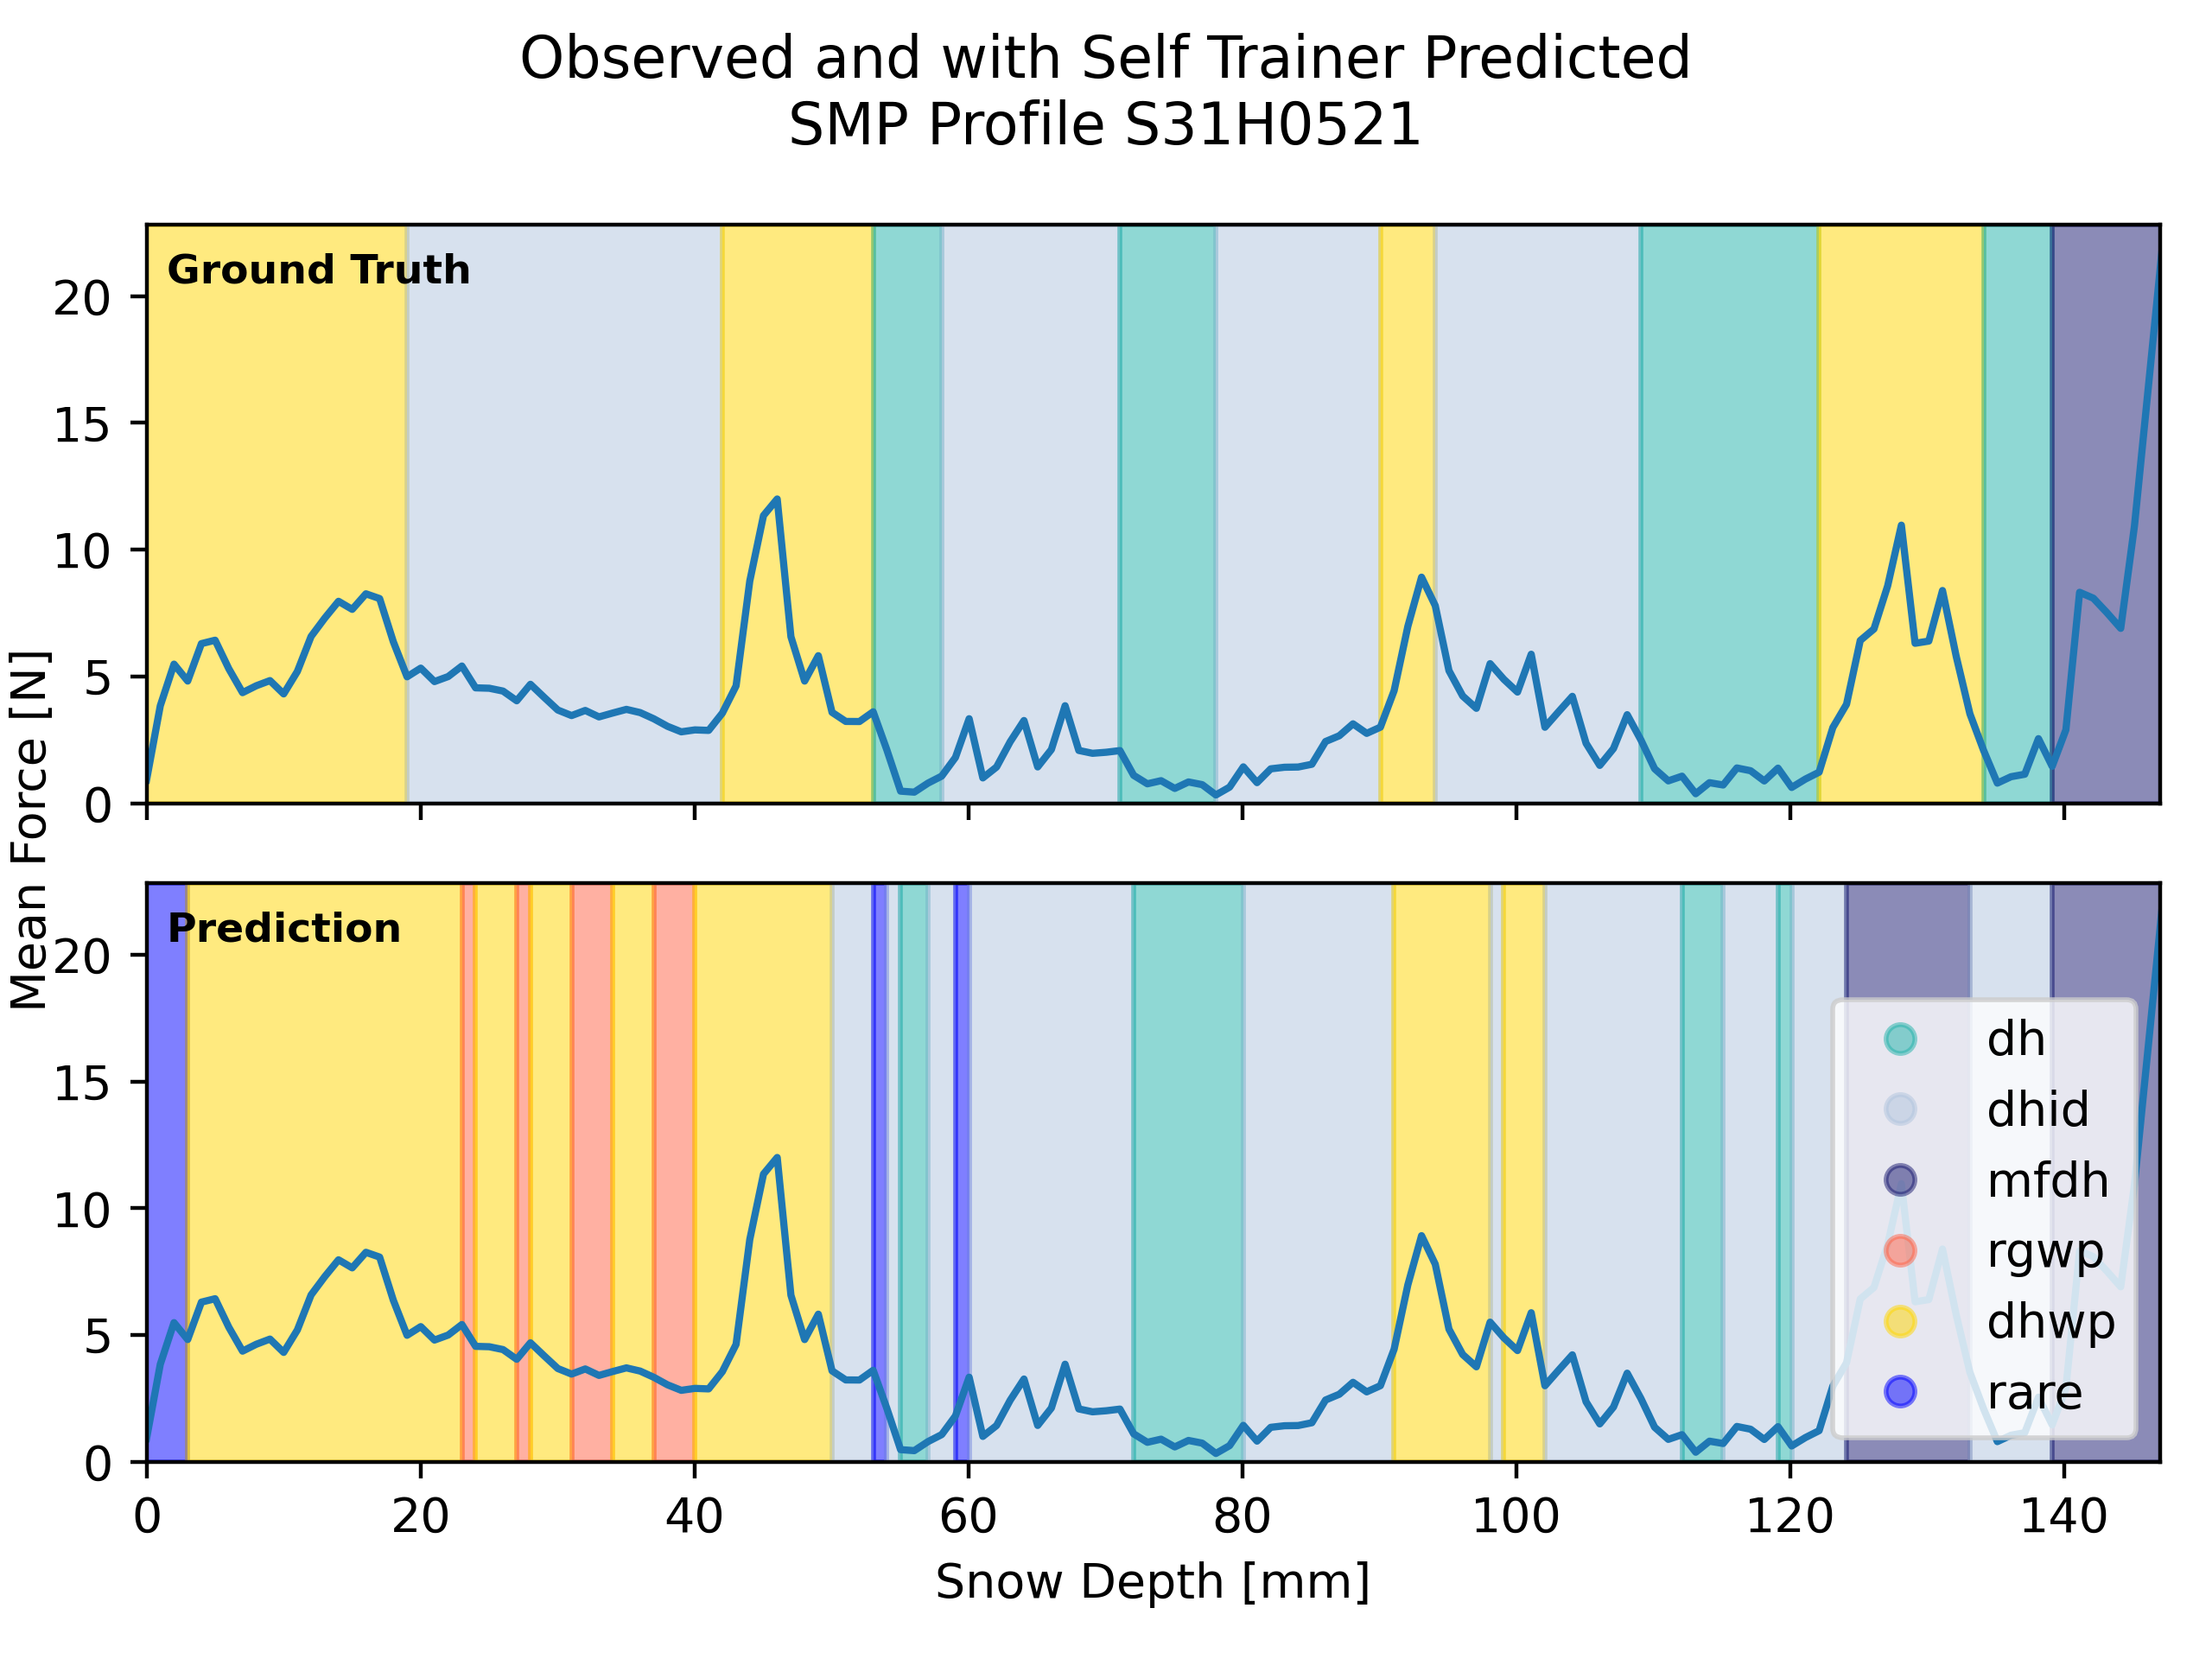 Observed and with Self Trainer Predicted
SMP Profile S31H0521
Mean Force [N]
Ground Truth
20
15
10
5
0
Prediction
20
15
10
5
0
dh
dhid
mfdh
rgwp
dhwp
rare
0 20 40 60 80 100 120 140
Snow Depth [mm]